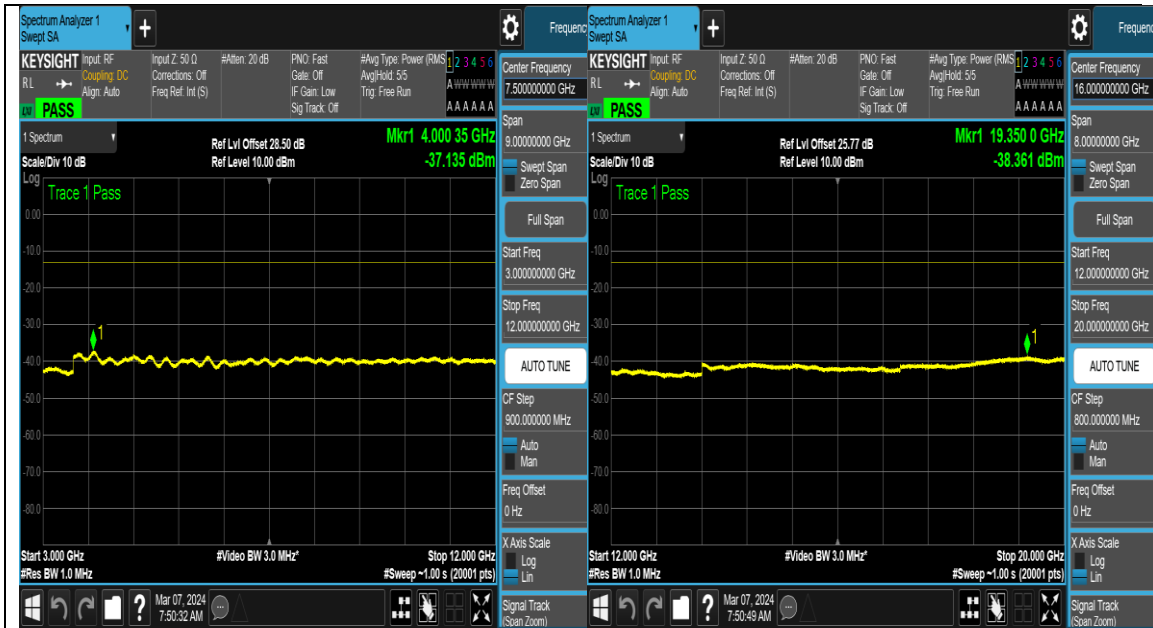 Spectrum Analyzer 1
Swept SA
+
Frequenc
KEYSIGHT
R L
LXI
PASS
Input: RF
Coupling: DC
Align: Auto
Input Z: 50 Ω
Corrections: Off
Freq Ref: Int (S)
#Atten: 20 dB
PNO: Fast
Gate: Off
IF Gain: Low
Sig Track: Off
#Avg Type: Power (RMS
Avg|Hold: 5/5
Trig: Free Run
1 2 3 4 5 6
A W W W W W
A A A A A A
1 Spectrum
Scale/Div 10 dB
Log
Ref Lvl Offset 28.50 dB
Ref Level 10.00 dBm
Mkr1 4.000 35 GHz
-37.135 dBm
Trace 1 Pass
0.00
-10.0
-20.0
-30.0
-40.0
-50.0
-60.0
-70.0
-80.0
1
Start 3.000 GHz
#Res BW 1.0 MHz
#Video BW 3.0 MHz*
Stop 12.000 GHz
#Sweep ~1.00 s (20001 pts)
Center Frequency
7.500000000 GHz
Span
9.00000000 GHz
Swept Span
Zero Span
Full Span
Start Freq
3.000000000 GHz
Stop Freq
12.000000000 GHz
AUTO TUNE
CF Step
900.000000 MHz
Auto
Man
Freq Offset
0 Hz
X Axis Scale
Log
Lin
Signal Track
(Span Zoom)
?
Mar 07, 2024
7:50:32 AM
Spectrum Analyzer 1
Swept SA
+
Frequenc
KEYSIGHT
R L
LXI
PASS
Input: RF
Coupling: DC
Align: Auto
Input Z: 50 Ω
Corrections: Off
Freq Ref: Int (S)
#Atten: 20 dB
PNO: Fast
Gate: Off
IF Gain: Low
Sig Track: Off
#Avg Type: Power (RMS
Avg|Hold: 5/5
Trig: Free Run
1 2 3 4 5 6
A W W W W W
A A A A A A
1 Spectrum
Scale/Div 10 dB
Log
Ref Lvl Offset 25.77 dB
Ref Level 10.00 dBm
Mkr1 19.350 0 GHz
-38.361 dBm
Trace 1 Pass
0.00
-10.0
-20.0
-30.0
-40.0
-50.0
-60.0
-70.0
-80.0
1
Start 12.000 GHz
#Res BW 1.0 MHz
#Video BW 3.0 MHz*
Stop 20.000 GHz
#Sweep ~1.00 s (20001 pts)
Center Frequency
16.000000000 GHz
Span
8.00000000 GHz
Swept Span
Zero Span
Full Span
Start Freq
12.000000000 GHz
Stop Freq
20.000000000 GHz
AUTO TUNE
CF Step
800.000000 MHz
Auto
Man
Freq Offset
0 Hz
X Axis Scale
Log
Lin
Signal Track
(Span Zoom)
?
Mar 07, 2024
7:50:49 AM